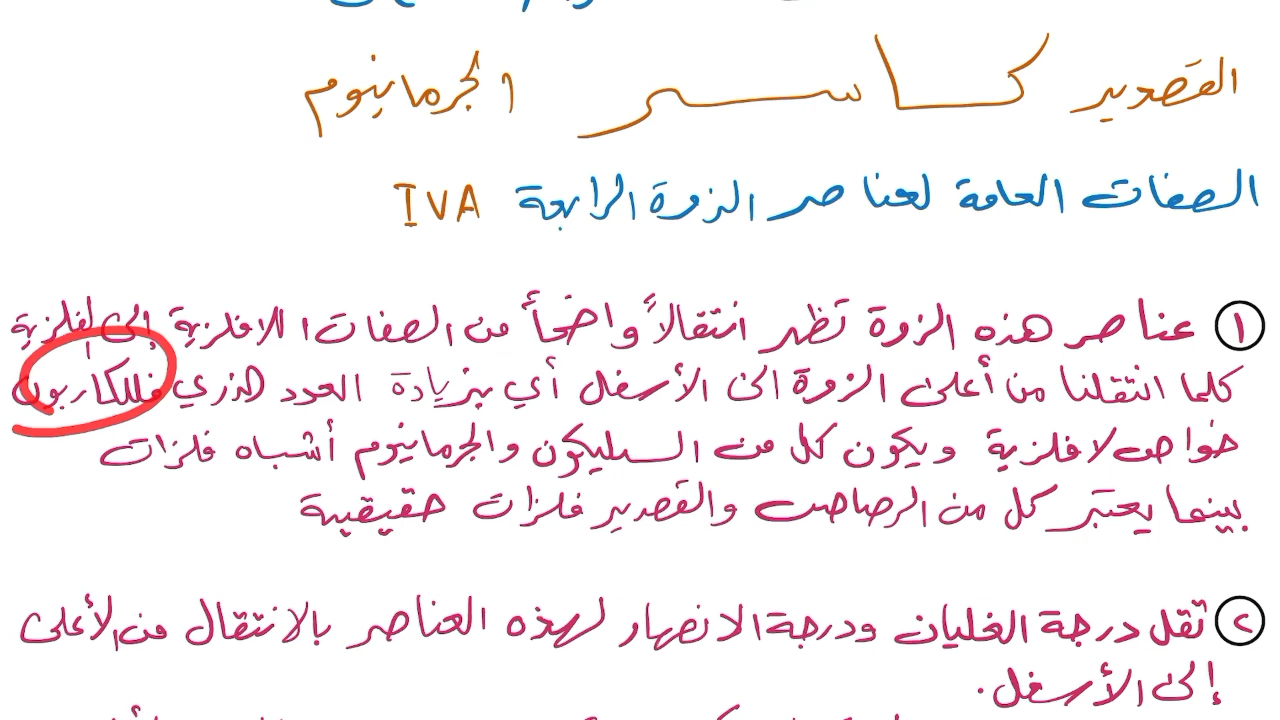 القصدير كاسر الجرمانيوم
الصفات العامة لعناصر الزمرة الرابعة IVA
١ عناصر هذه الزمرة تظهر انتقالاً واضحاً من الصفات اللافلزية إلى الفلزية
كلما انتقلنا من أعلى الزمرة الى الأسفل أي بزيادة العدد الذري فللكاربون
خواص لافلزية ويكون كل من السليكون والجرمانيوم أشباه فلزات
بينما يعتبر كل من الرصاص والقصدير فلزات حقيقية
٢ تقل درجة الغليان ودرجة الانصهار لهذه العناصر بالانتقال من الأعلى
إلى الأسفل.